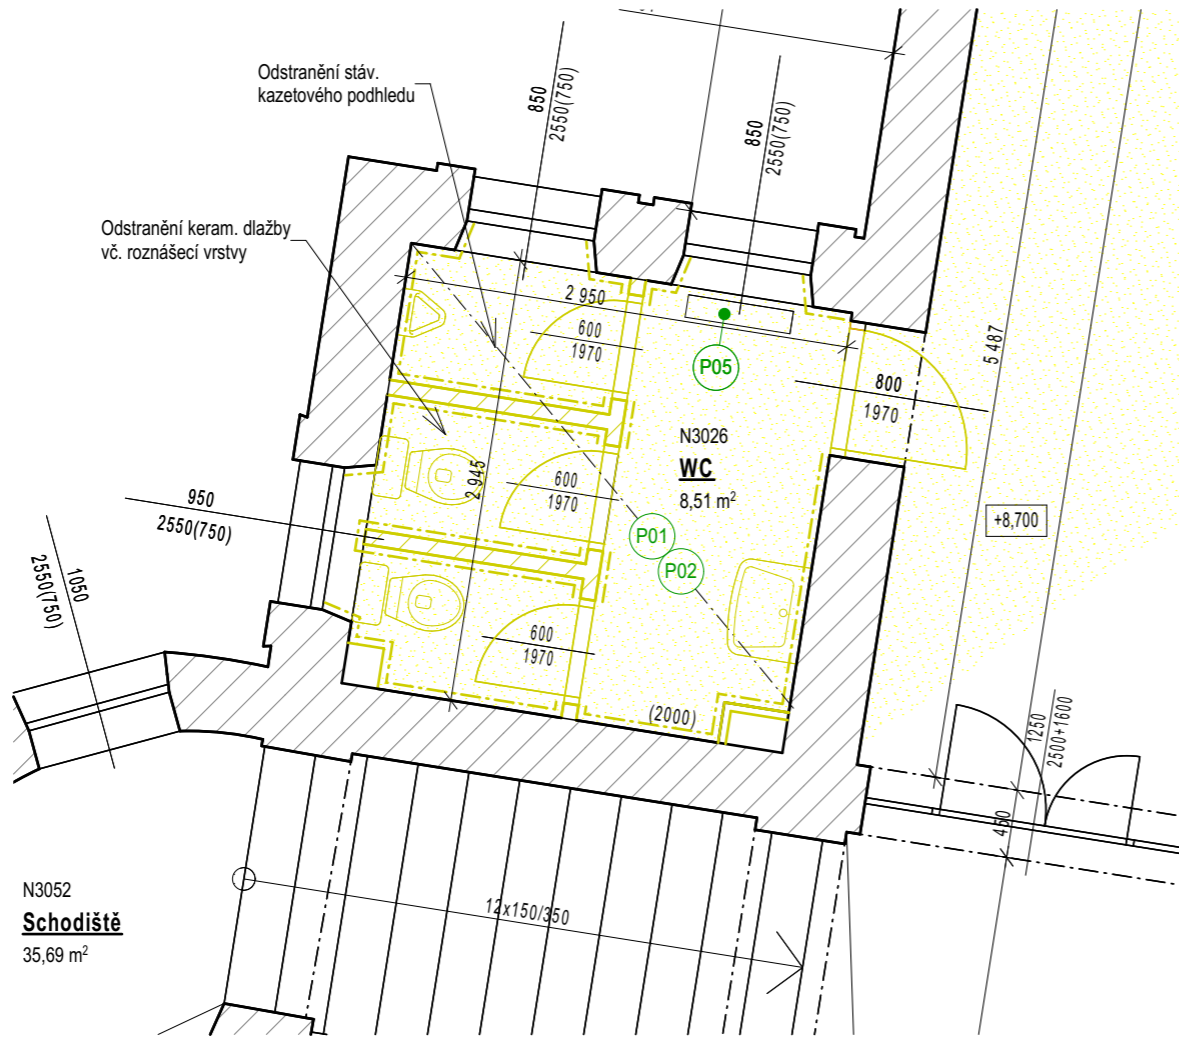 Odstranění stáv.
kazetového podhledu
850
2550(750)
850
2550(750)
Odstranění keram. dlažby
vč. roznášecí vrstvy
2 950
600
1970
P05
5 487
800
1970
N3026
WC
8,51 m²
2 945
600
1970
950
2550(750)
+8,700
P01
P02
1050
2550(750)
600
1970
(2000)
1250
2500+1600
450
N3052
Schodiště
35,69 m²
12x150/350